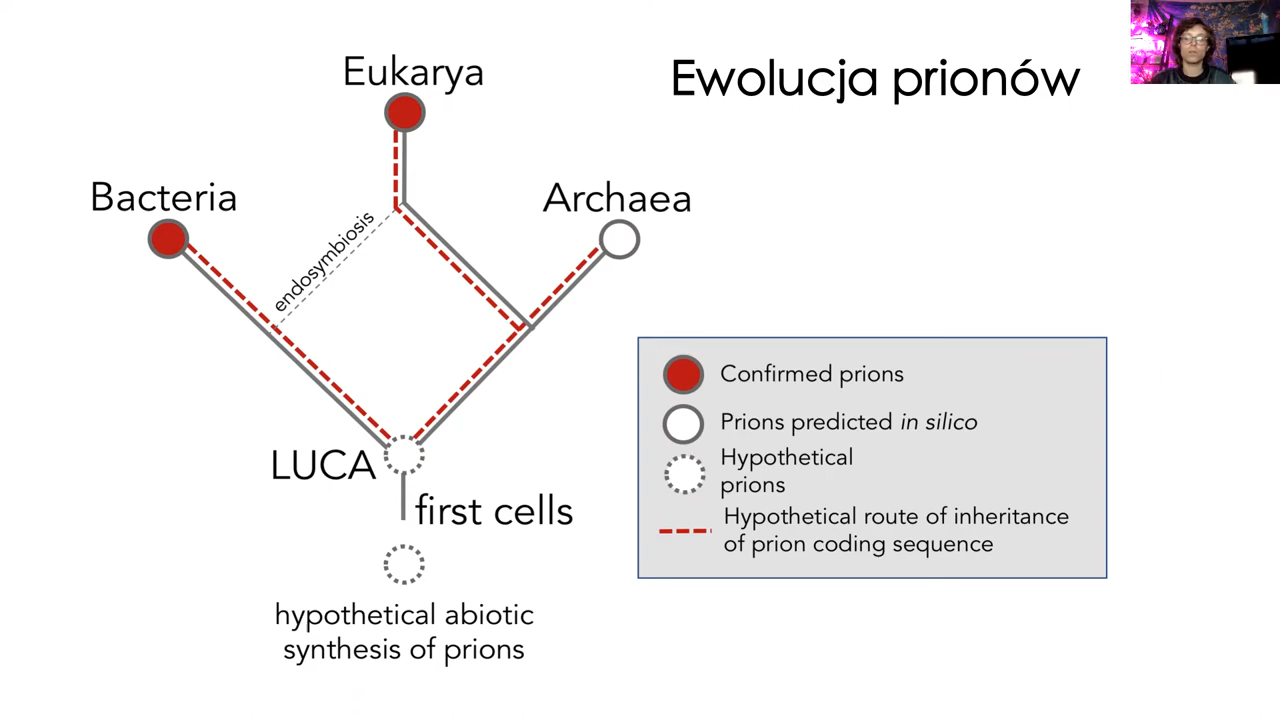 Ewolucja prionów
Eukarya
Bacteria
Archaea
endosymbiosis
LUCA
first cells
hypothetical abiotic
synthesis of prions
Confirmed prions
Prions predicted in silico
Hypothetical
prions
Hypothetical route of inheritance
of prion coding sequence